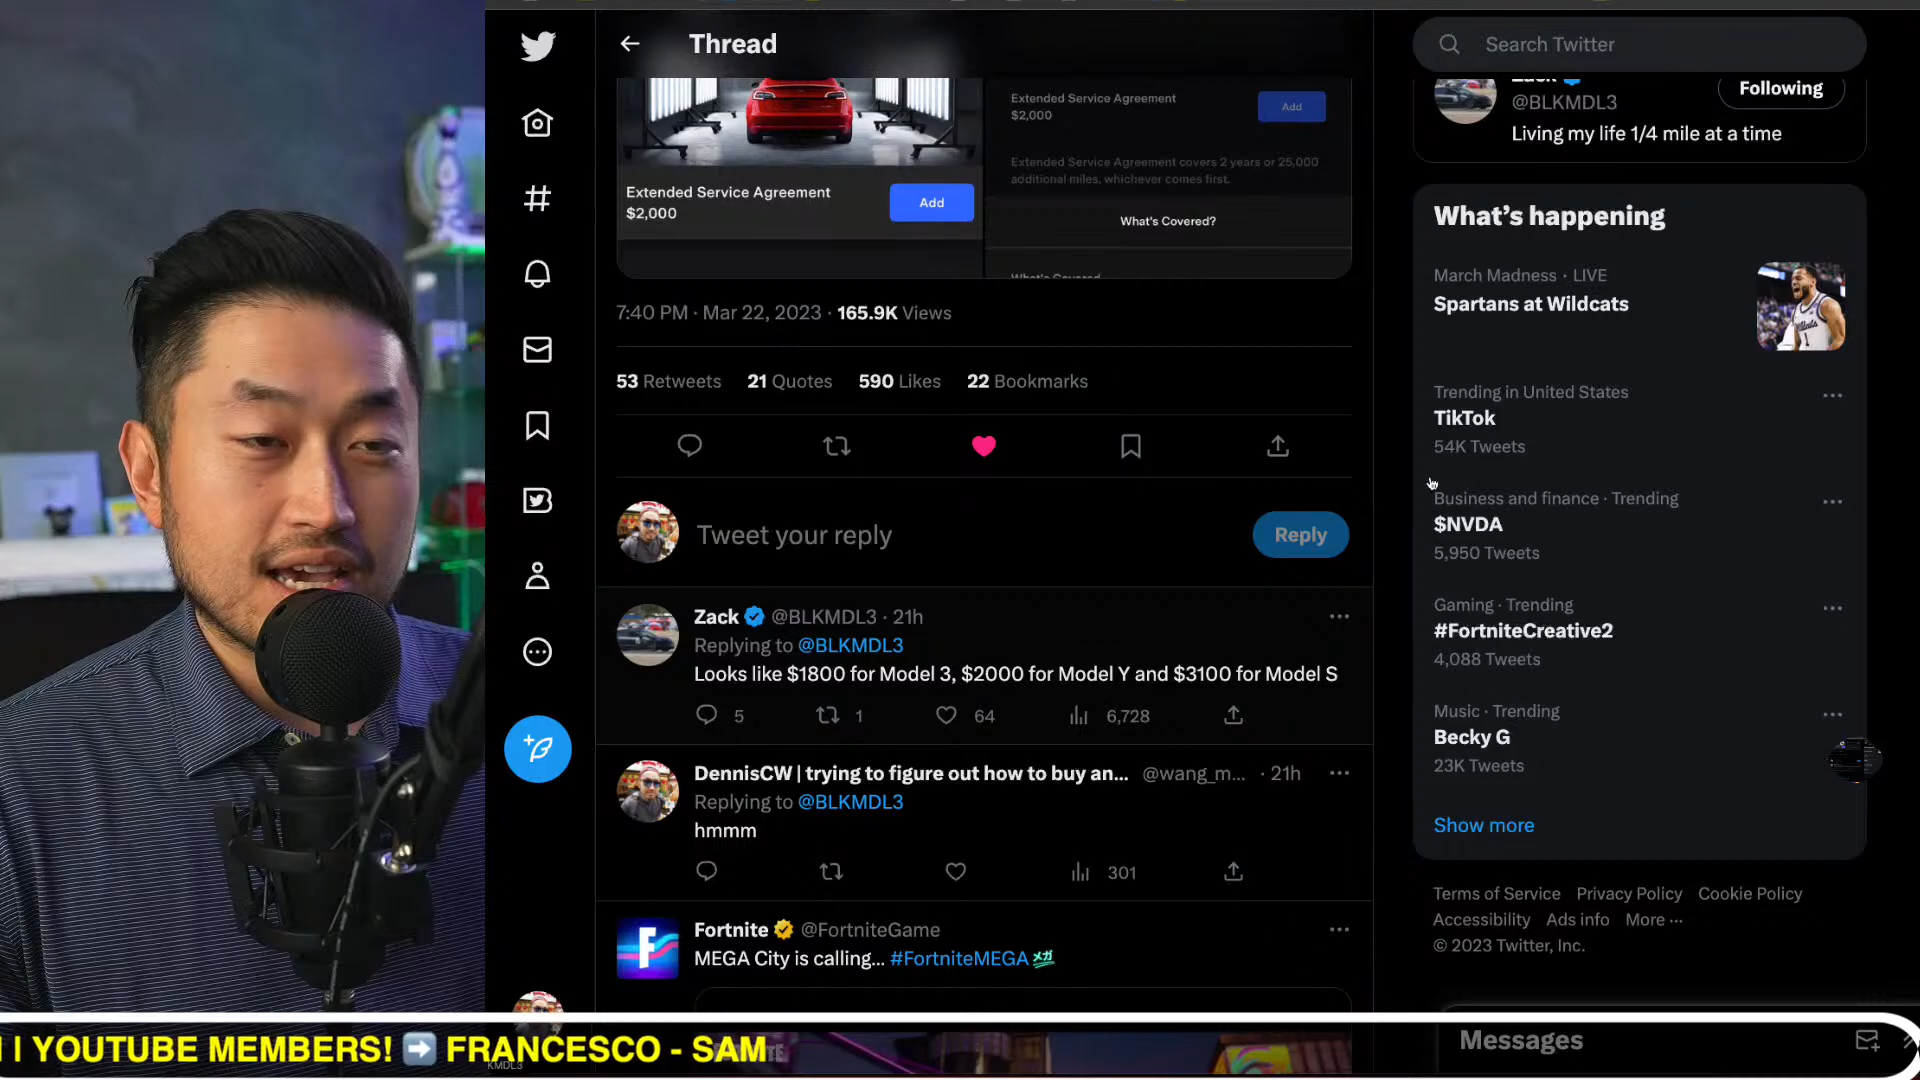 Thread
Search Twitter
Zack
@BLKMDL3
Following
Living my life 1/4 mile at a time
Extended Service Agreement
$2,000
Add
Extended Service Agreement
$2,000
Add
Extended Service Agreement covers 2 years or 25,000
additional miles, whichever comes first.
What's Covered?
What's Covered
7:40 PM · Mar 22, 2023 · 165.9K Views
53 Retweets 21 Quotes 590 Likes 22 Bookmarks
Tweet your reply
Reply
Zack @BLKMDL3 · 21h
Replying to @BLKMDL3
Looks like $1800 for Model 3, $2000 for Model Y and $3100 for Model S
5 1 64 6,728
DennisCW | trying to figure out how to buy an... @wang_m... · 21h
Replying to @BLKMDL3
hmmm
301
Fortnite @FortniteGame
MEGA City is calling... #FortniteMEGA メガ
What's happening
March Madness · LIVE
Spartans at Wildcats
Trending in United States
TikTok
54K Tweets
Business and finance · Trending
$NVDA
5,950 Tweets
Gaming · Trending
#FortniteCreative2
4,088 Tweets
Music · Trending
Becky G
23K Tweets
Show more
Terms of Service Privacy Policy Cookie Policy
Accessibility Ads info More ···
© 2023 Twitter, Inc.
Messages
| YOUTUBE MEMBERS! ➡️ FRANCESCO - SAM
KMDL3